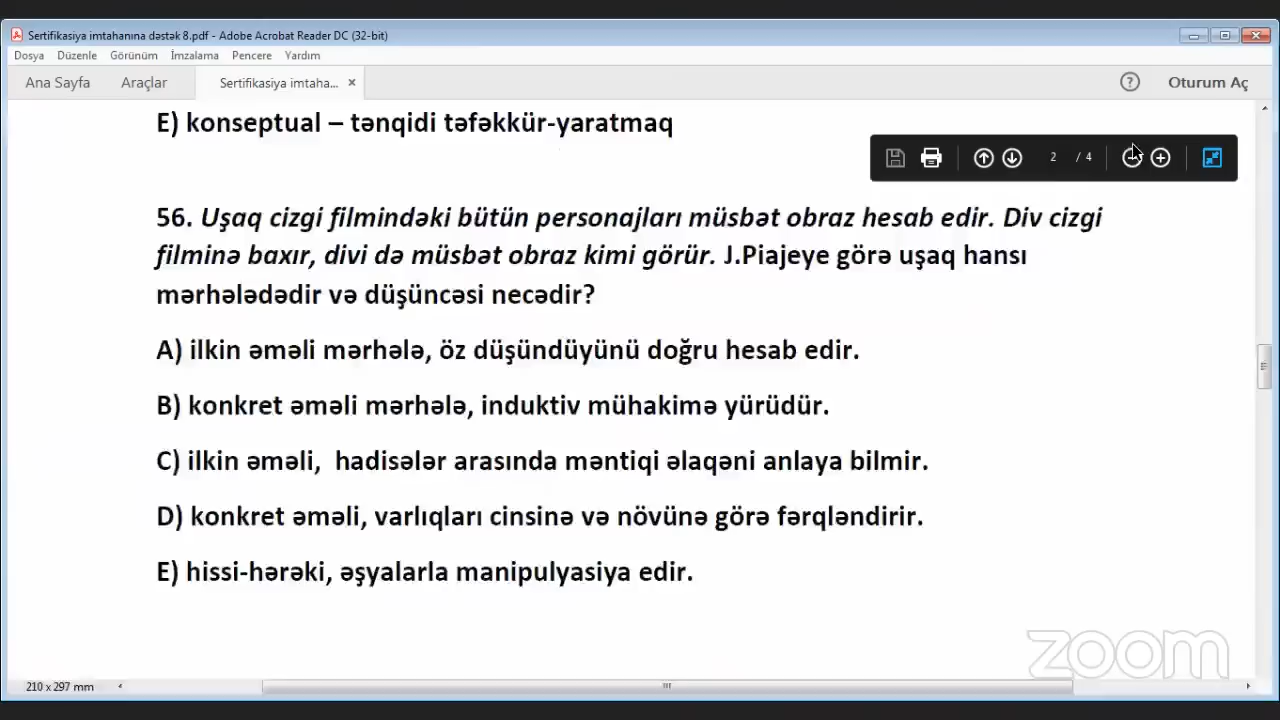 Sertifikasiya imtahanına dəstək 8.pdf - Adobe Acrobat Reader DC (32-bit)
Dosya Düzenle Görünüm İmzalama Pencere Yardım
Ana Sayfa Araçlar Sertifikasiya imtaha... × Oturum Aç
E) konseptual – tənqidi təfəkkür-yaratmaq
2 / 4
56. Uşaq cizgi filmindəki bütün personajları müsbət obraz hesab edir. Div cizgi
filminə baxır, divi də müsbət obraz kimi görür. J.Piajeye görə uşaq hansı
mərhələdədir və düşüncəsi necədir?
A) ilkin əməli mərhələ, öz düşündüyünü doğru hesab edir.
B) konkret əməli mərhələ, induktiv mühakimə yürüdür.
C) ilkin əməli, hadisələr arasında məntiqi əlaqəni anlaya bilmir.
D) konkret əməli, varlıqları cinsinə və növünə görə fərqləndirir.
E) hissi-hərəki, əşyalarla manipulyasiya edir.
zoom
210 x 297 mm